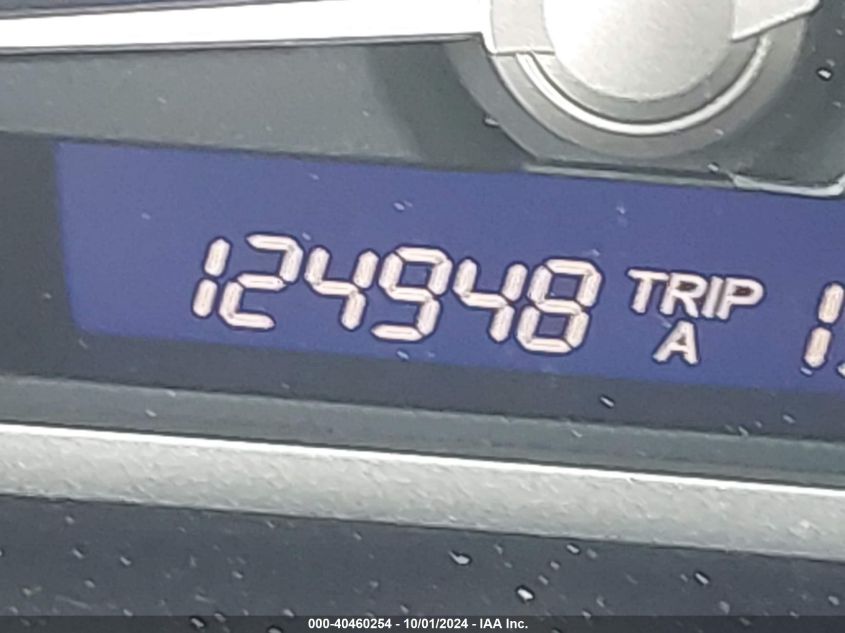 124948 TRIP
A
000-40460254 - 10/01/2024 - IAA Inc.